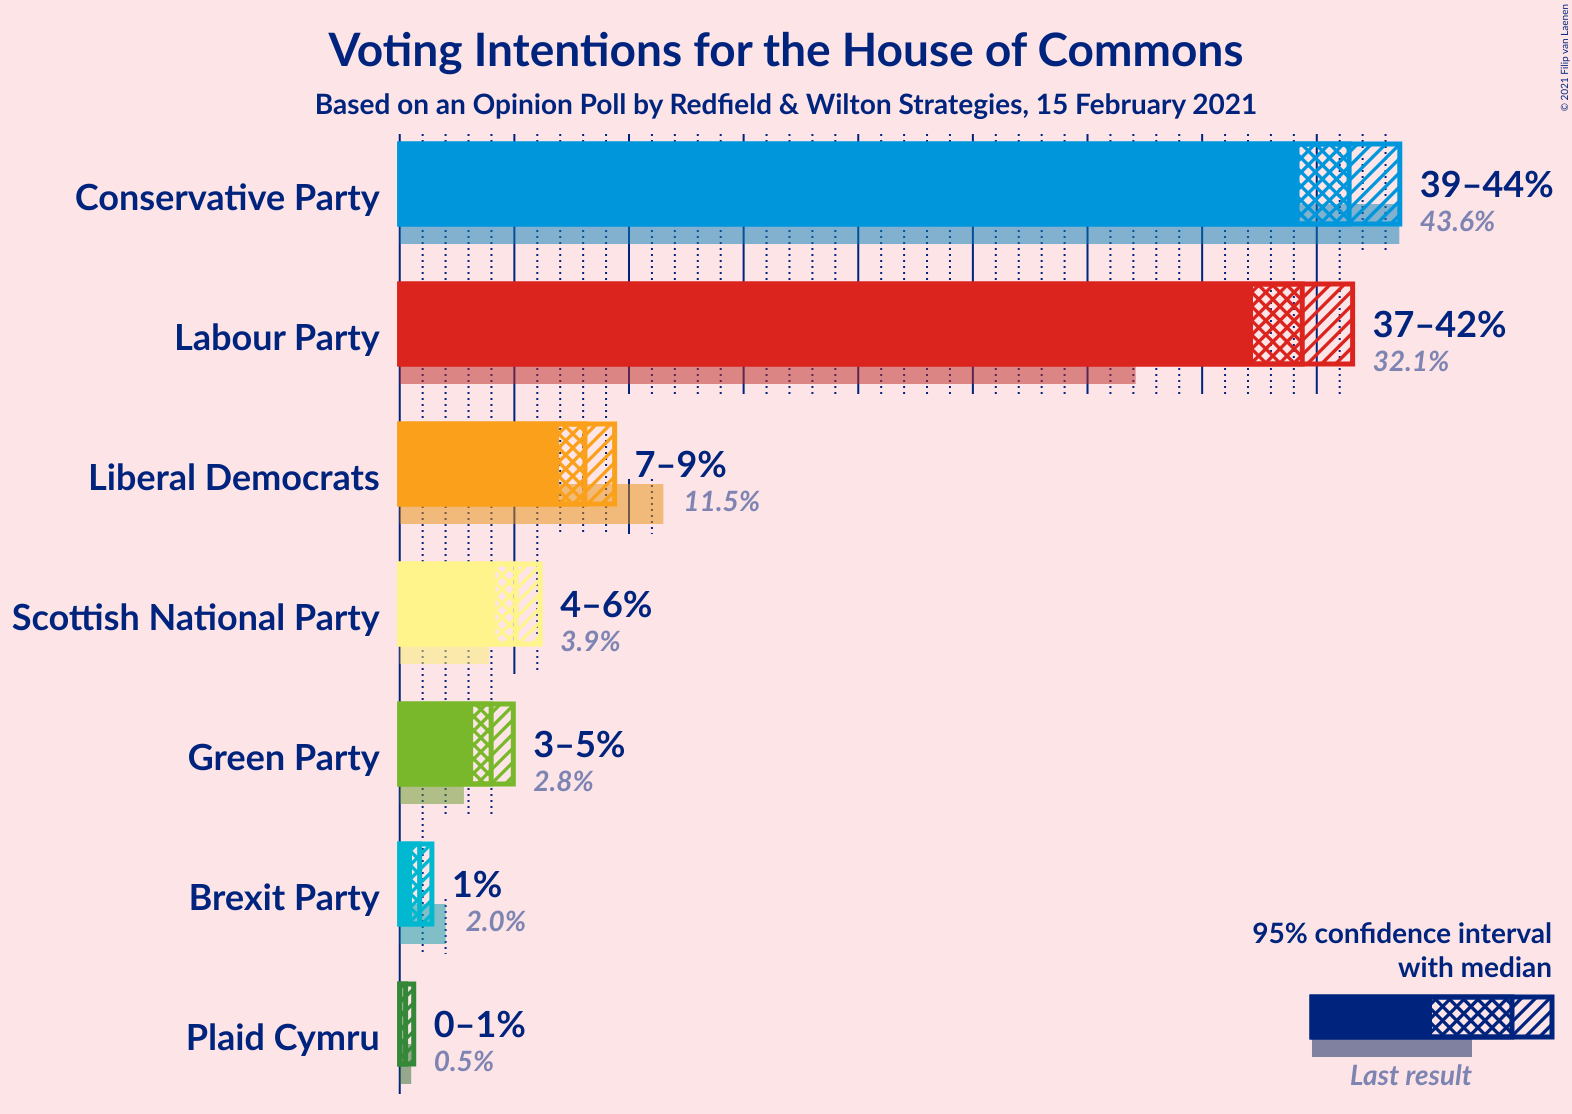 Voting Intentions for the House of Commons
Based on an Opinion Poll by Redfield & Wilton Strategies, 15 February 2021
© 2021 Filip van Laenen
Conservative Party
39–44%
43.6%
Labour Party
37–42%
32.1%
Liberal Democrats
7–9%
11.5%
Scottish National Party
4–6%
3.9%
Green Party
3–5%
2.8%
Brexit Party
1%
2.0%
Plaid Cymru
0–1%
0.5%
95% confidence interval
with median
Last result